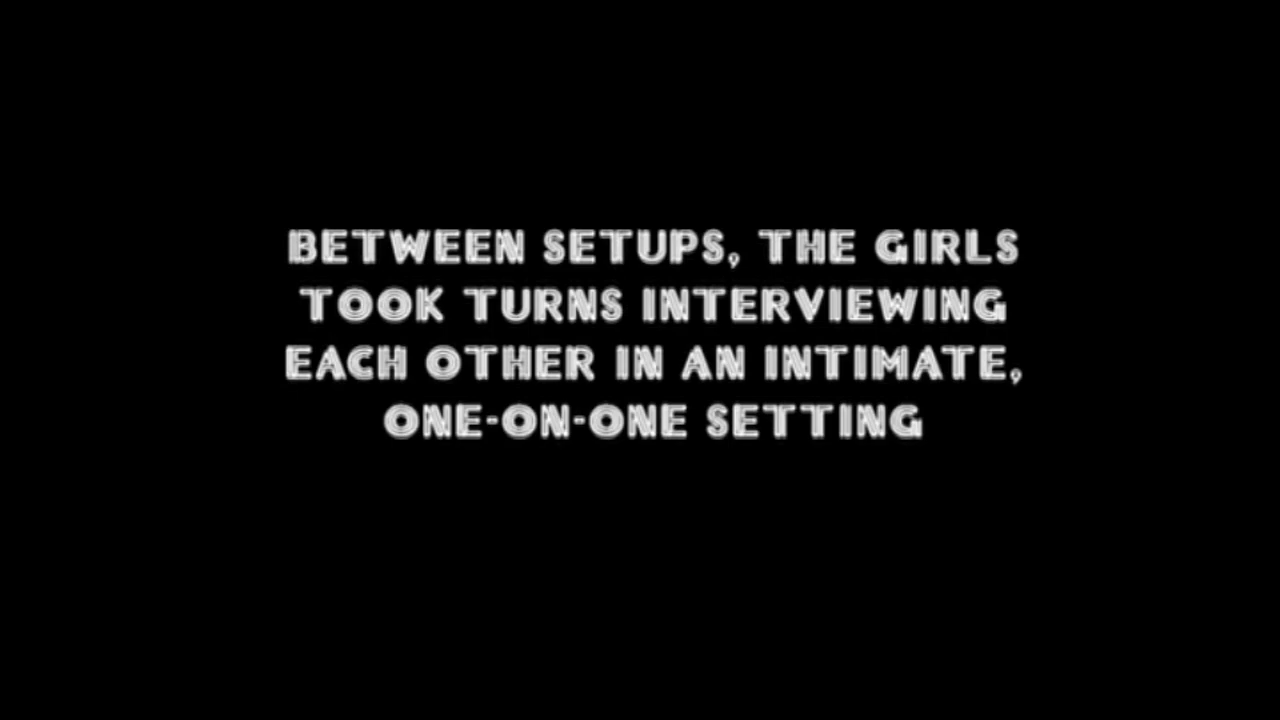 BETWEEN SETUPS, THE GIRLS
TOOK TURNS INTERVIEWING
EACH OTHER IN AN INTIMATE,
ONE-ON-ONE SETTING